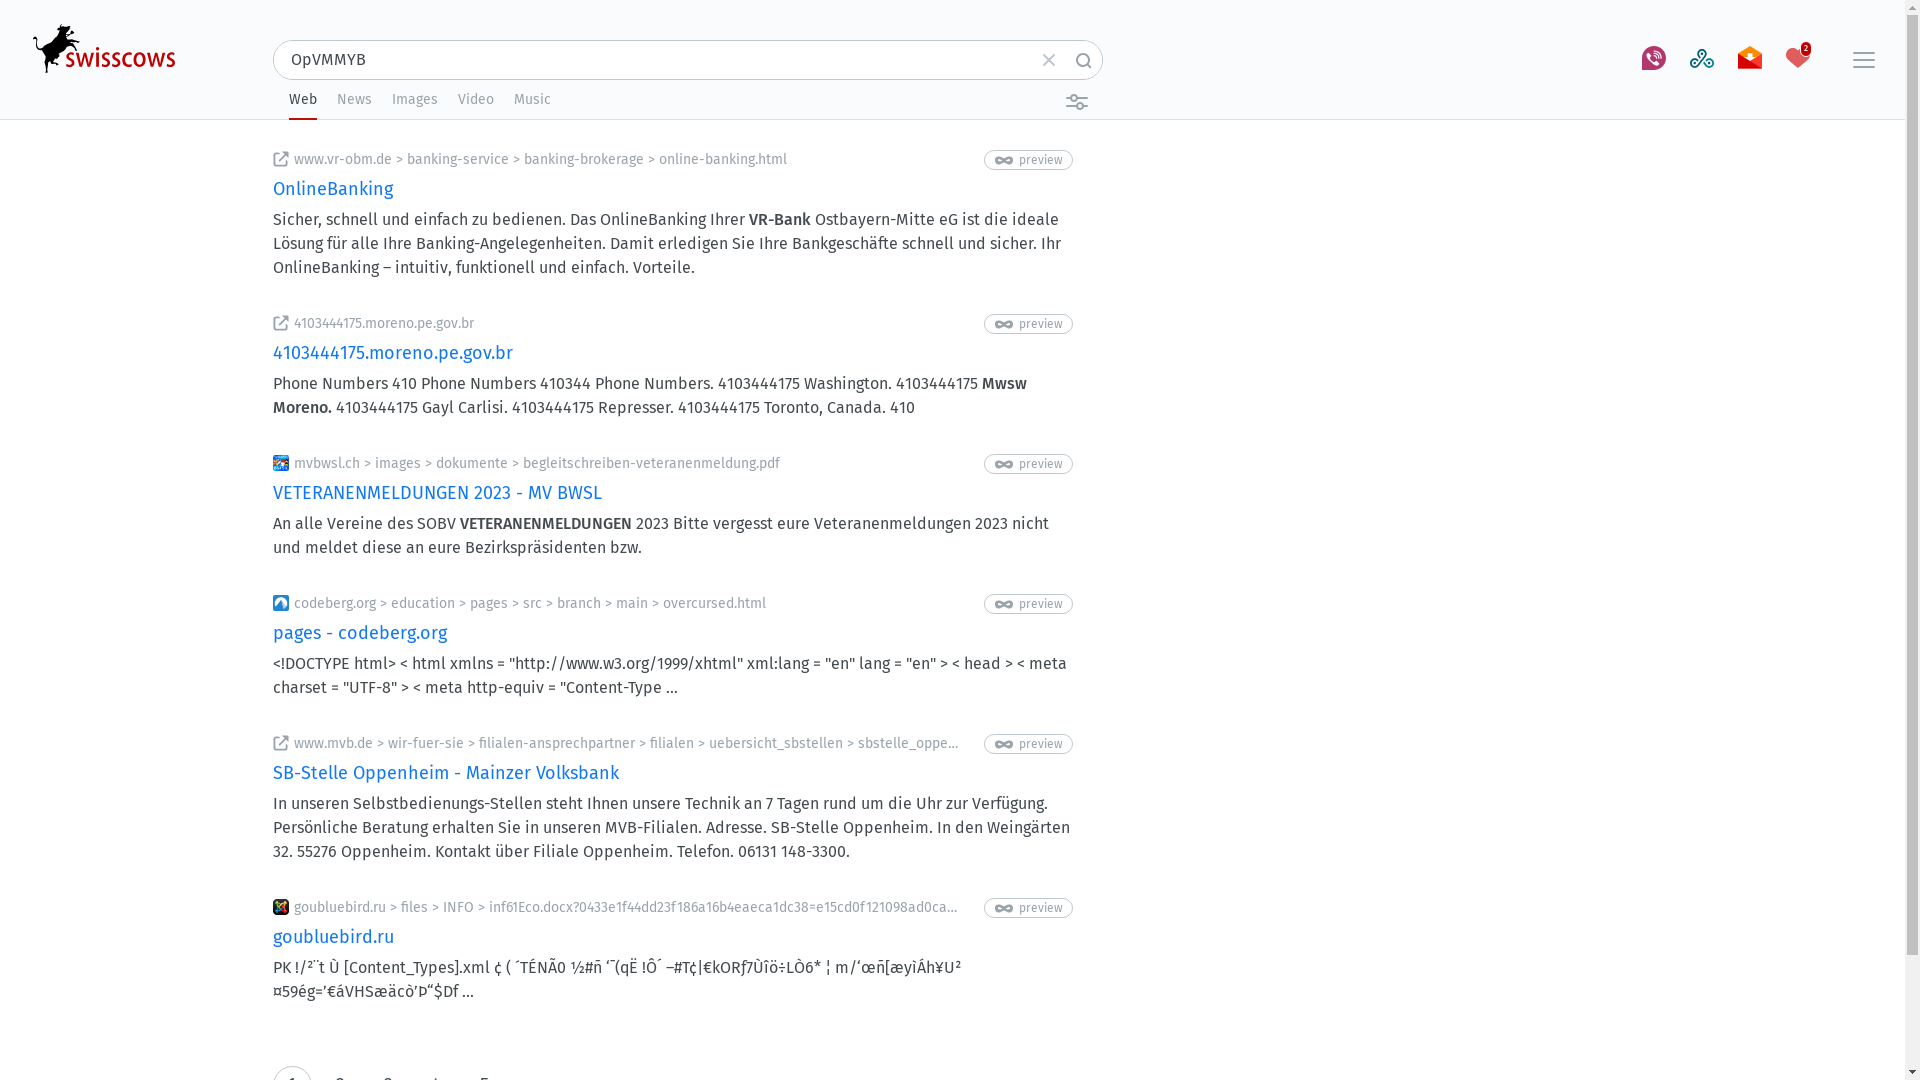 swisscows
OpVMMYB
2
Web News Images Video Music
www.vr-obm.de > banking-service > banking-brokerage > online-banking.html
preview
OnlineBanking
Sicher, schnell und einfach zu bedienen. Das OnlineBanking Ihrer VR-Bank Ostbayern-Mitte eG ist die ideale
Lösung für alle Ihre Banking-Angelegenheiten. Damit erledigen Sie Ihre Bankgeschäfte schnell und sicher. Ihr
OnlineBanking – intuitiv, funktionell und einfach. Vorteile.
4103444175.moreno.pe.gov.br
preview
4103444175.moreno.pe.gov.br
Phone Numbers 410 Phone Numbers 410344 Phone Numbers. 4103444175 Washington. 4103444175 Mwsw
Moreno. 4103444175 Gayl Carlisi. 4103444175 Represser. 4103444175 Toronto, Canada. 410
mvbwsl.ch > images > dokumente > begleitschreiben-veteranenmeldung.pdf
preview
VETERANENMELDUNGEN 2023 - MV BWSL
An alle Vereine des SOBV VETERANENMELDUNGEN 2023 Bitte vergesst eure Veteranenmeldungen 2023 nicht
und meldet diese an eure Bezirkspräsidenten bzw.
codeberg.org > education > pages > src > branch > main > overcursed.html
preview
pages - codeberg.org
<!DOCTYPE html> < html xmlns = "http://www.w3.org/1999/xhtml" xml:lang = "en" lang = "en" > < head > < meta
charset = "UTF-8" > < meta http-equiv = "Content-Type ...
www.mvb.de > wir-fuer-sie > filialen-ansprechpartner > filialen > uebersicht_sbstellen > sbstelle_oppe...
preview
SB-Stelle Oppenheim - Mainzer Volksbank
In unseren Selbstbedienungs-Stellen steht Ihnen unsere Technik an 7 Tagen rund um die Uhr zur Verfügung.
Persönliche Beratung erhalten Sie in unseren MVB-Filialen. Adresse. SB-Stelle Oppenheim. In den Weingärten
32. 55276 Oppenheim. Kontakt über Filiale Oppenheim. Telefon. 06131 148-3300.
goubluebird.ru > files > INFO > inf61Eco.docx?0433e1f44dd23f186a16b4eaeca1dc38=e15cd0f121098ad0ca...
preview
goubluebird.ru
PK !/²¨t Ù [Content_Types].xml ¢ ( ´TÉNÃ0 ½#ñ ‘¯(qË !Ô´ –#T¢|€kORƒ7Ùîö÷LÒ6* ¦ m/‘œñ[æyìÁh¥U²
¤59ég=’€áVHSæäcò’Þ“$Df ...